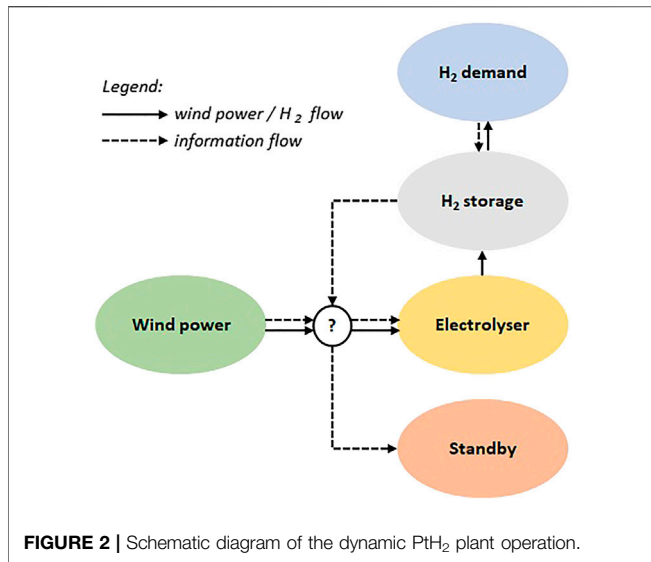 H₂ demand
Legend:
wind power / H₂ flow
information flow
H₂ storage
Wind power
?
Electrolyser
Standby
FIGURE 2 | Schematic diagram of the dynamic PtH₂ plant operation.